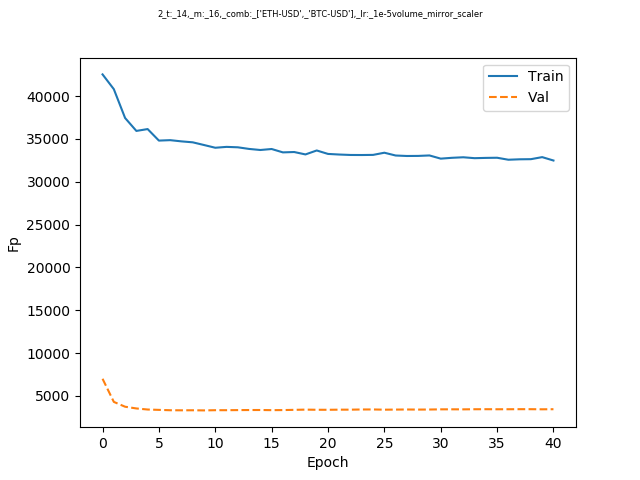 2_t:_14,_m:_16,_comb:_['ETH-USD',_'BTC-USD'],_lr:_1e-5volume_mirror_scaler
Train
Val
Fp
40000
35000
30000
25000
20000
15000
10000
5000
0 5 10 15 20 25 30 35 40
Epoch